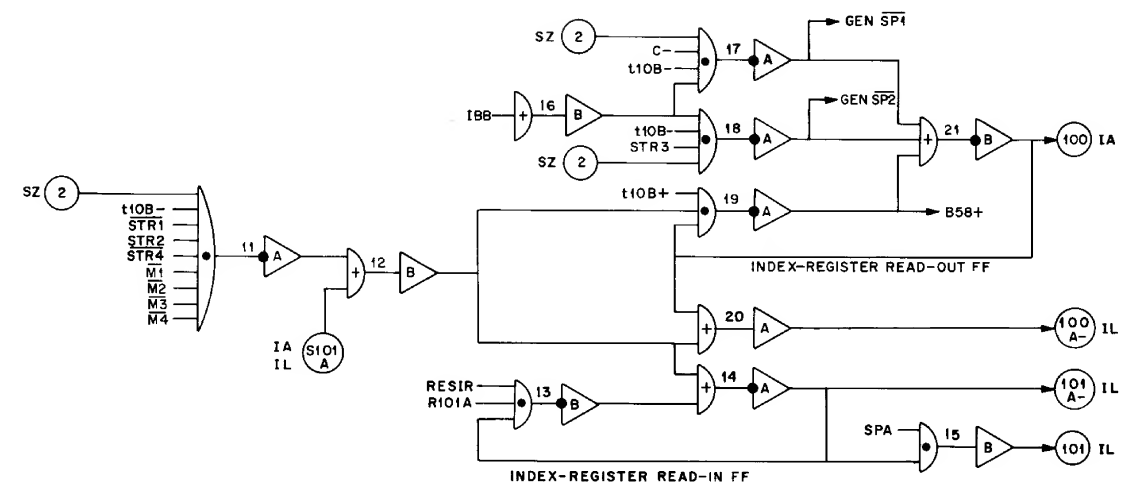 GEN SP1
SZ 2
C-
t10B-
17
A
IBB
+
16
B
GEN SP2
t10B-
STR3
18
A
SZ 2
+
21
B
100 IA
SZ 2
t10B+
19
A
B58+
t10B-
STR1
STR2
STR4
M1
M2
M3
M4
11
A
+
12
B
INDEX-REGISTER READ-OUT FF
IA
IL
S101
A
+
20
A
100
A-
IL
RESIR
R101A
13
B
+
14
A
101
A-
IL
SPA
15
B
101 IL
INDEX-REGISTER READ-IN FF